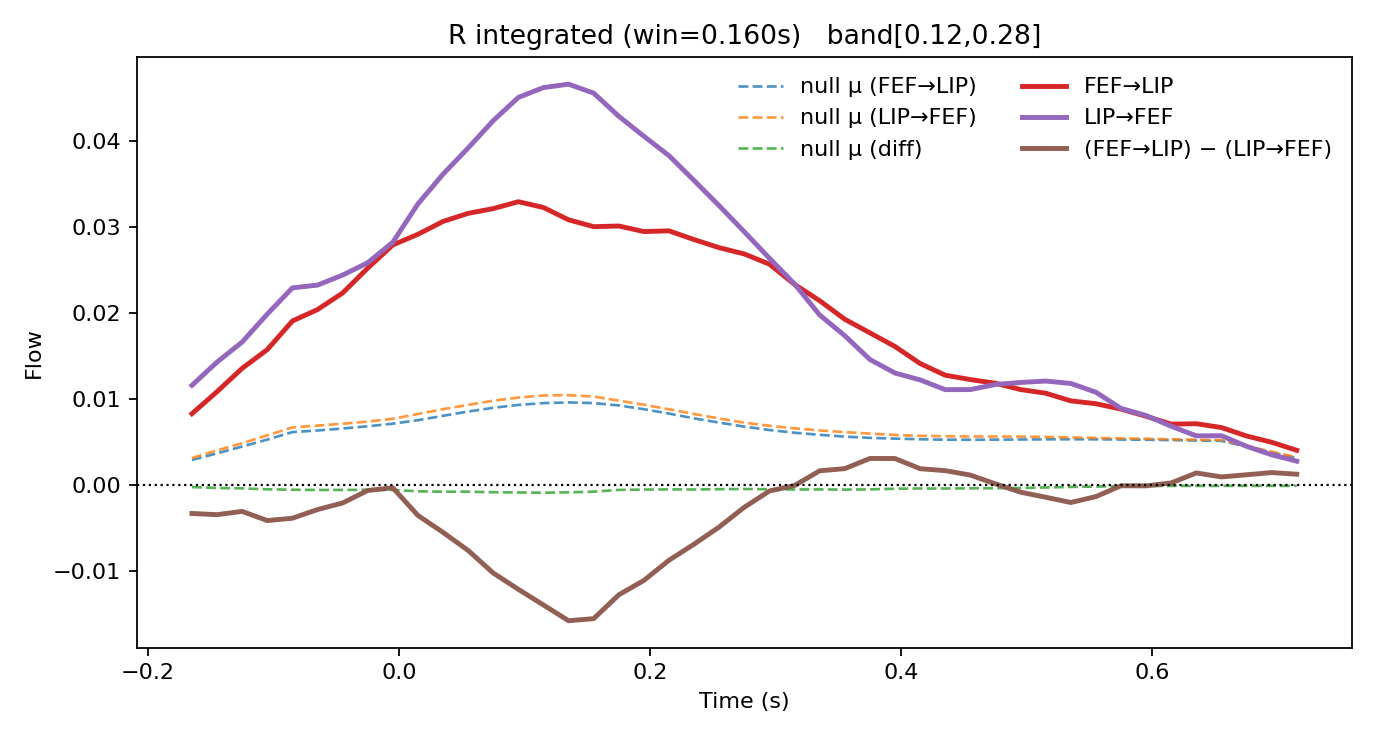 R integrated (win=0.160s)   band[0.12,0.28]
null μ (FEF→LIP)
null μ (LIP→FEF)
null μ (diff)
FEF→LIP
LIP→FEF
(FEF→LIP) − (LIP→FEF)
Flow
0.04
0.03
0.02
0.01
0.00
−0.01
−0.2
0.0
0.2
0.4
0.6
Time (s)